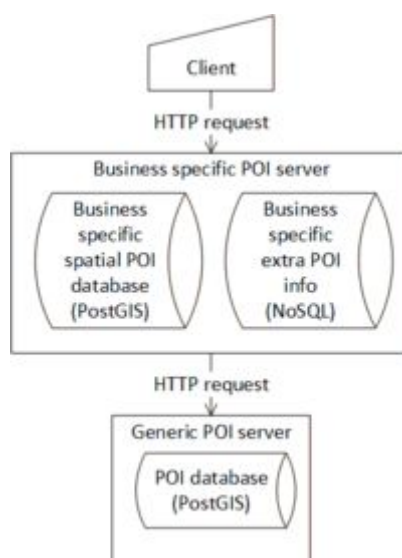 Client
HTTP request
Business specific POI server
Business
specific
spatial POI
database
(PostGIS)
Business
specific
extra POI
info
(NoSQL)
HTTP request
Generic POI server
POI database
(PostGIS)